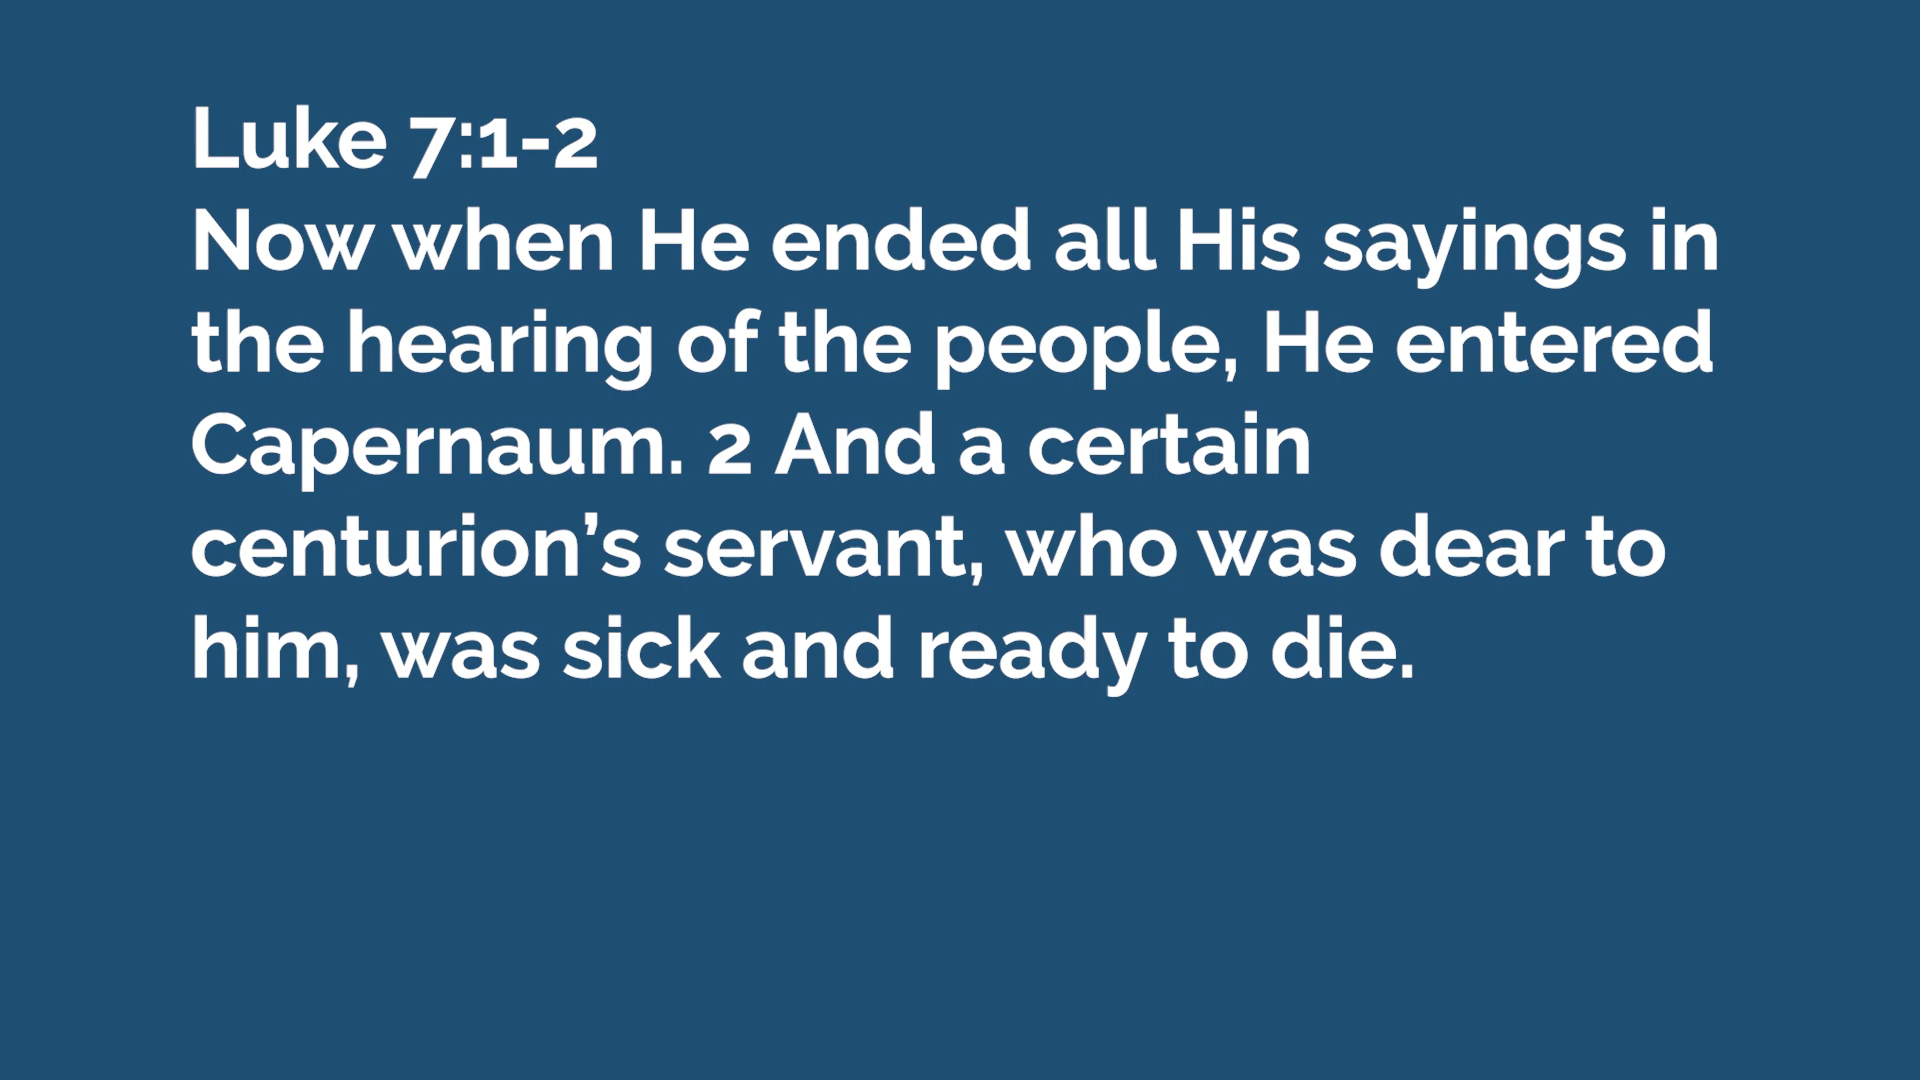 Luke 7:1-2
Now when He ended all His sayings in
the hearing of the people, He entered
Capernaum. 2 And a certain
centurion’s servant, who was dear to
him, was sick and ready to die.